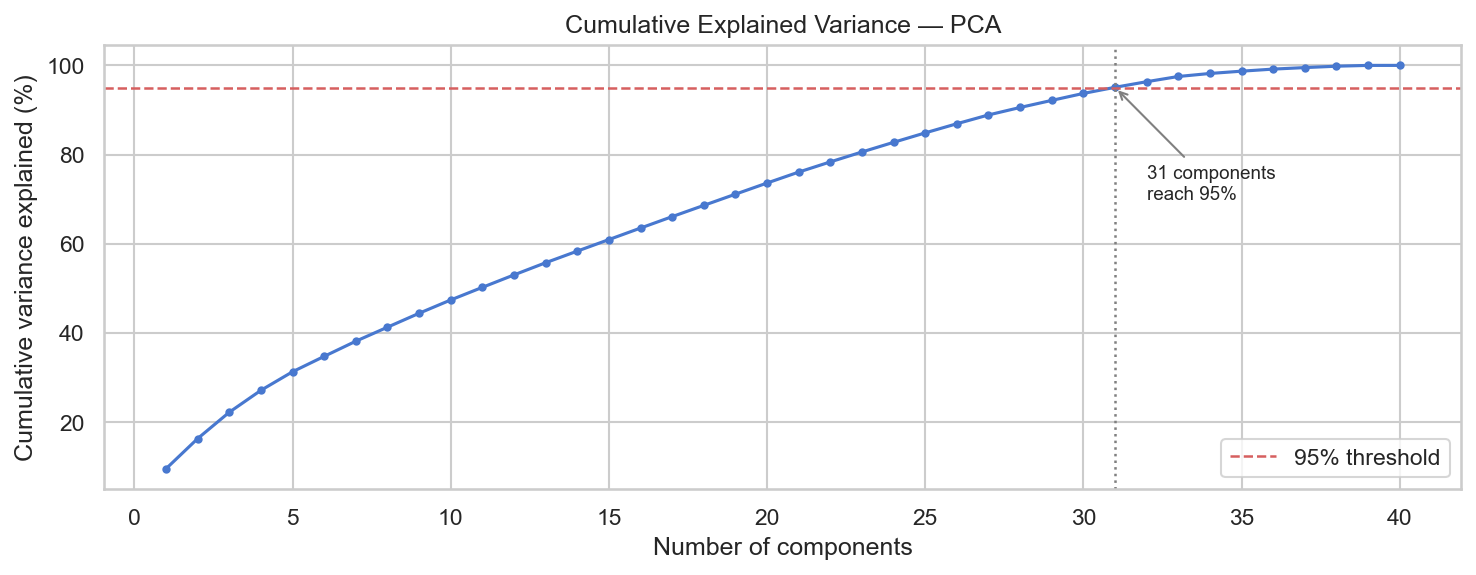 Cumulative Explained Variance — PCA
Cumulative variance explained (%)
100
80
60
40
20
31 components
reach 95%
95% threshold
0 5 10 15 20 25 30 35 40
Number of components